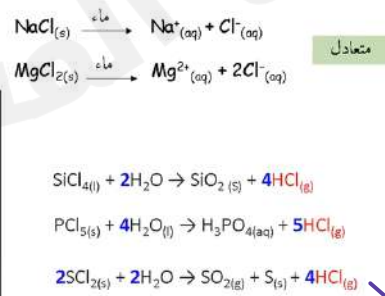 NaCl₍ₛ₎ ماء → Na⁺₍aq₎ + Cl⁻₍aq₎
متعادل
MgCl₂₍ₛ₎ ماء → Mg²⁺₍aq₎ + 2Cl⁻₍aq₎
SiCl₄₍l₎ + 2H₂O → SiO₂ ₍S₎ + 4HCl₍g₎
PCl₅₍s₎ + 4H₂O₍l₎ → H₃PO₄₍aq₎ + 5HCl₍g₎
2SCl₂₍s₎ + 2H₂O → SO₂₍g₎ + S₍s₎ + 4HCl₍g₎